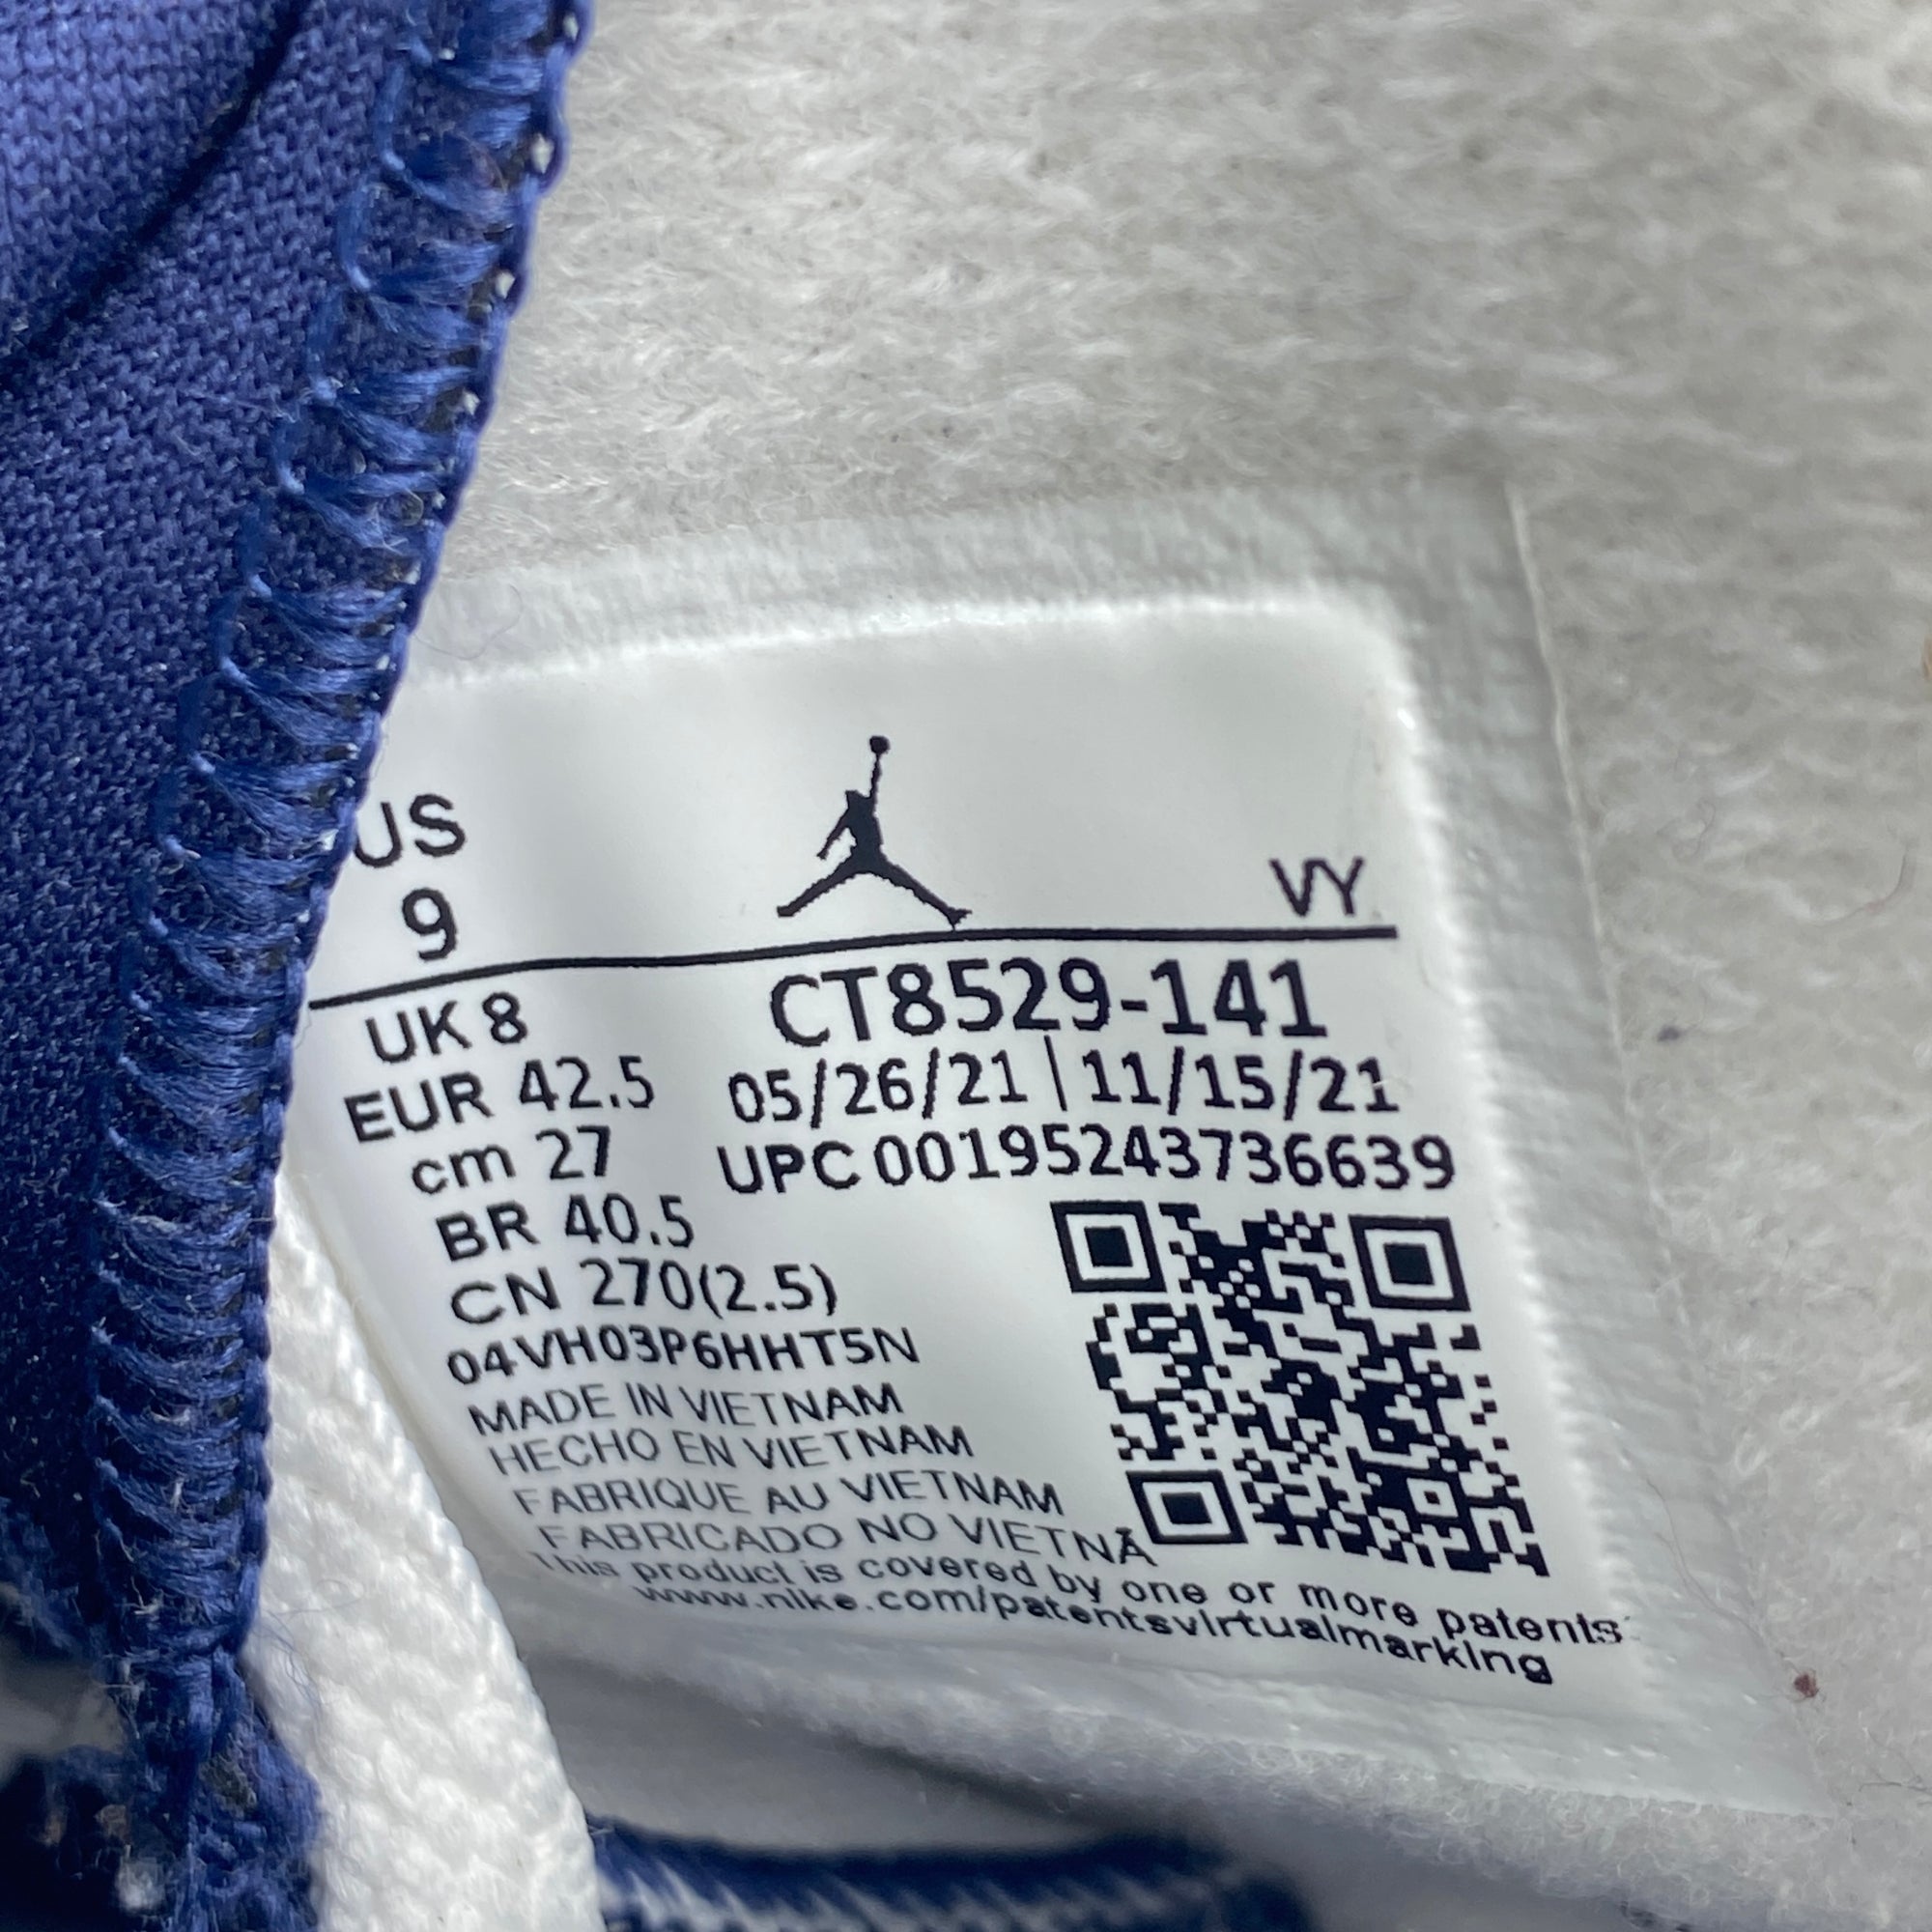 US
9
VY
UK 8
CT8529-141
EUR 42.5
05/26/21 | 11/15/21
cm 27
UPC 00195243736639
BR 40.5
CN 270(2.5)
04VH03P6HHT5N
MADE IN VIETNAM
HECHO EN VIETNAM
FABRIQUE AU VIETNAM
FABRICADO NO VIETNÃ
This product is covered by one or more patents
www.nike.com/patentsvirtualmarking